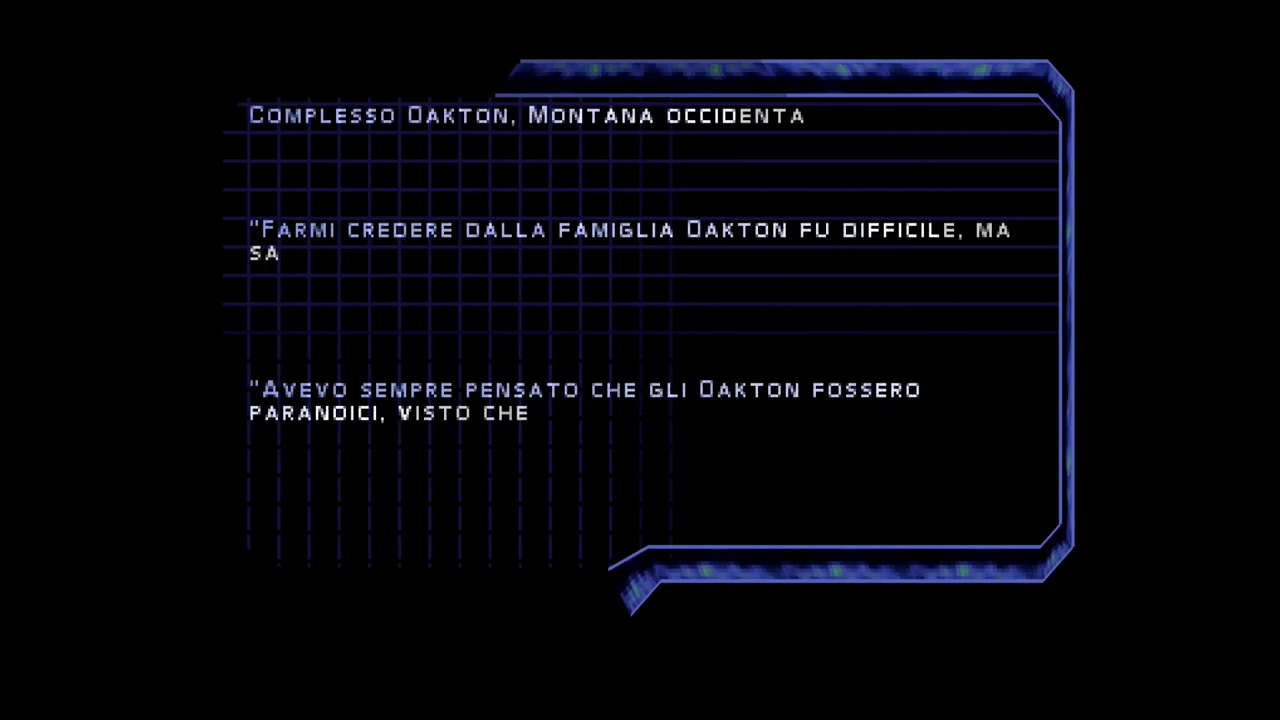 Complesso Oakton, Montana occidenta
"Farmi credere dalla famiglia Oakton fu difficile, ma
sa
"Avevo sempre pensato che gli Oakton fossero
paranoici, visto che